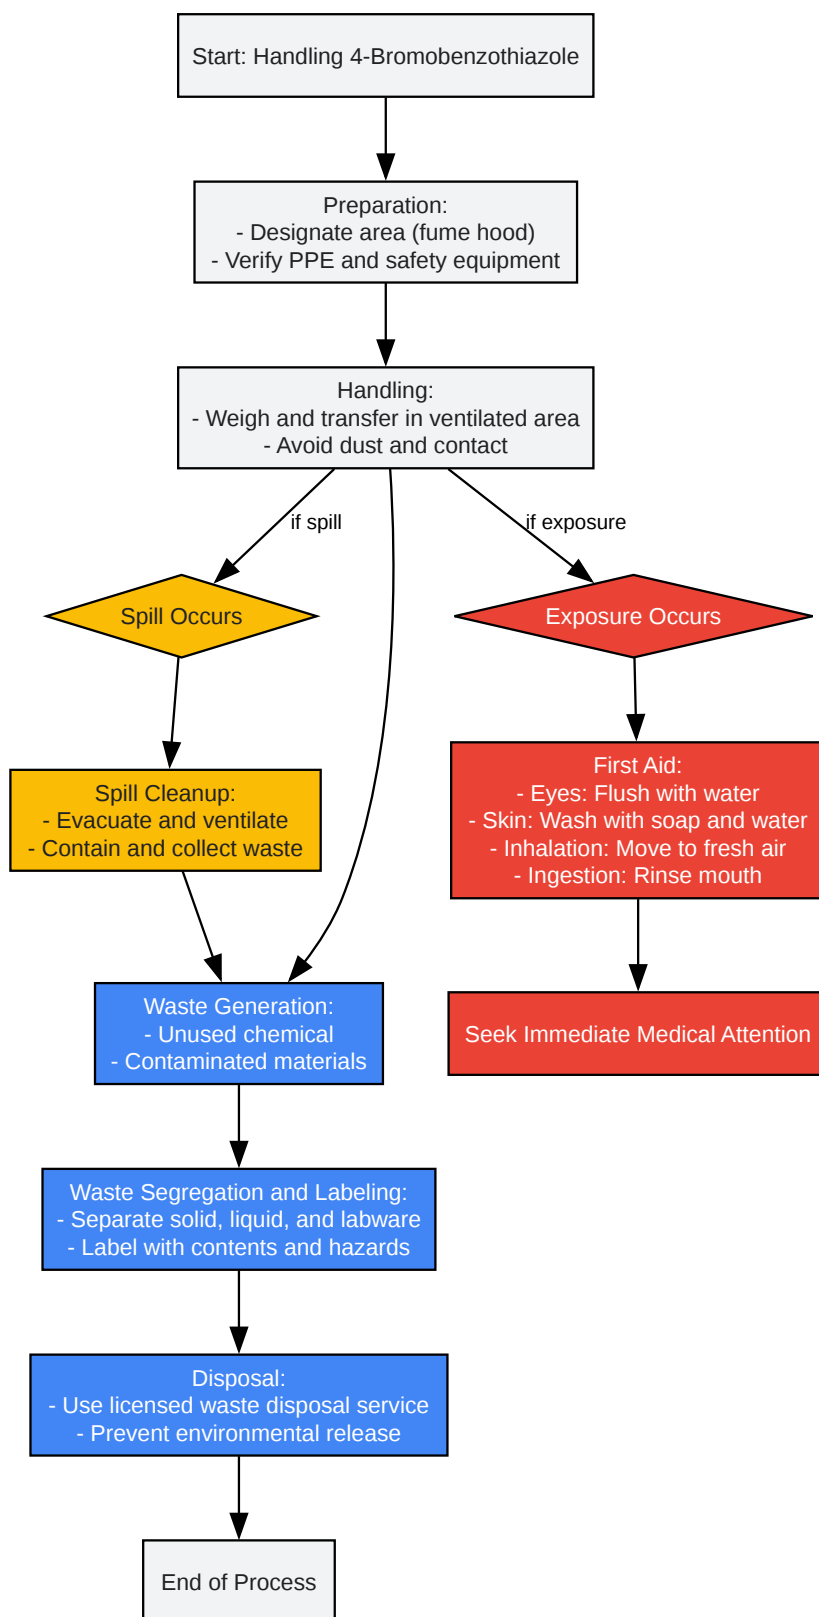 Start: Handling 4-Bromobenzothiazole
Preparation:
- Designate area (fume hood)
- Verify PPE and safety equipment
Handling:
- Weigh and transfer in ventilated area
- Avoid dust and contact
if spill
if exposure
Spill Occurs
Exposure Occurs
Spill Cleanup:
- Evacuate and ventilate
- Contain and collect waste
First Aid:
- Eyes: Flush with water
- Skin: Wash with soap and water
- Inhalation: Move to fresh air
- Ingestion: Rinse mouth
Waste Generation:
- Unused chemical
- Contaminated materials
Seek Immediate Medical Attention
Waste Segregation and Labeling:
- Separate solid, liquid, and labware
- Label with contents and hazards
Disposal:
- Use licensed waste disposal service
- Prevent environmental release
End of Process